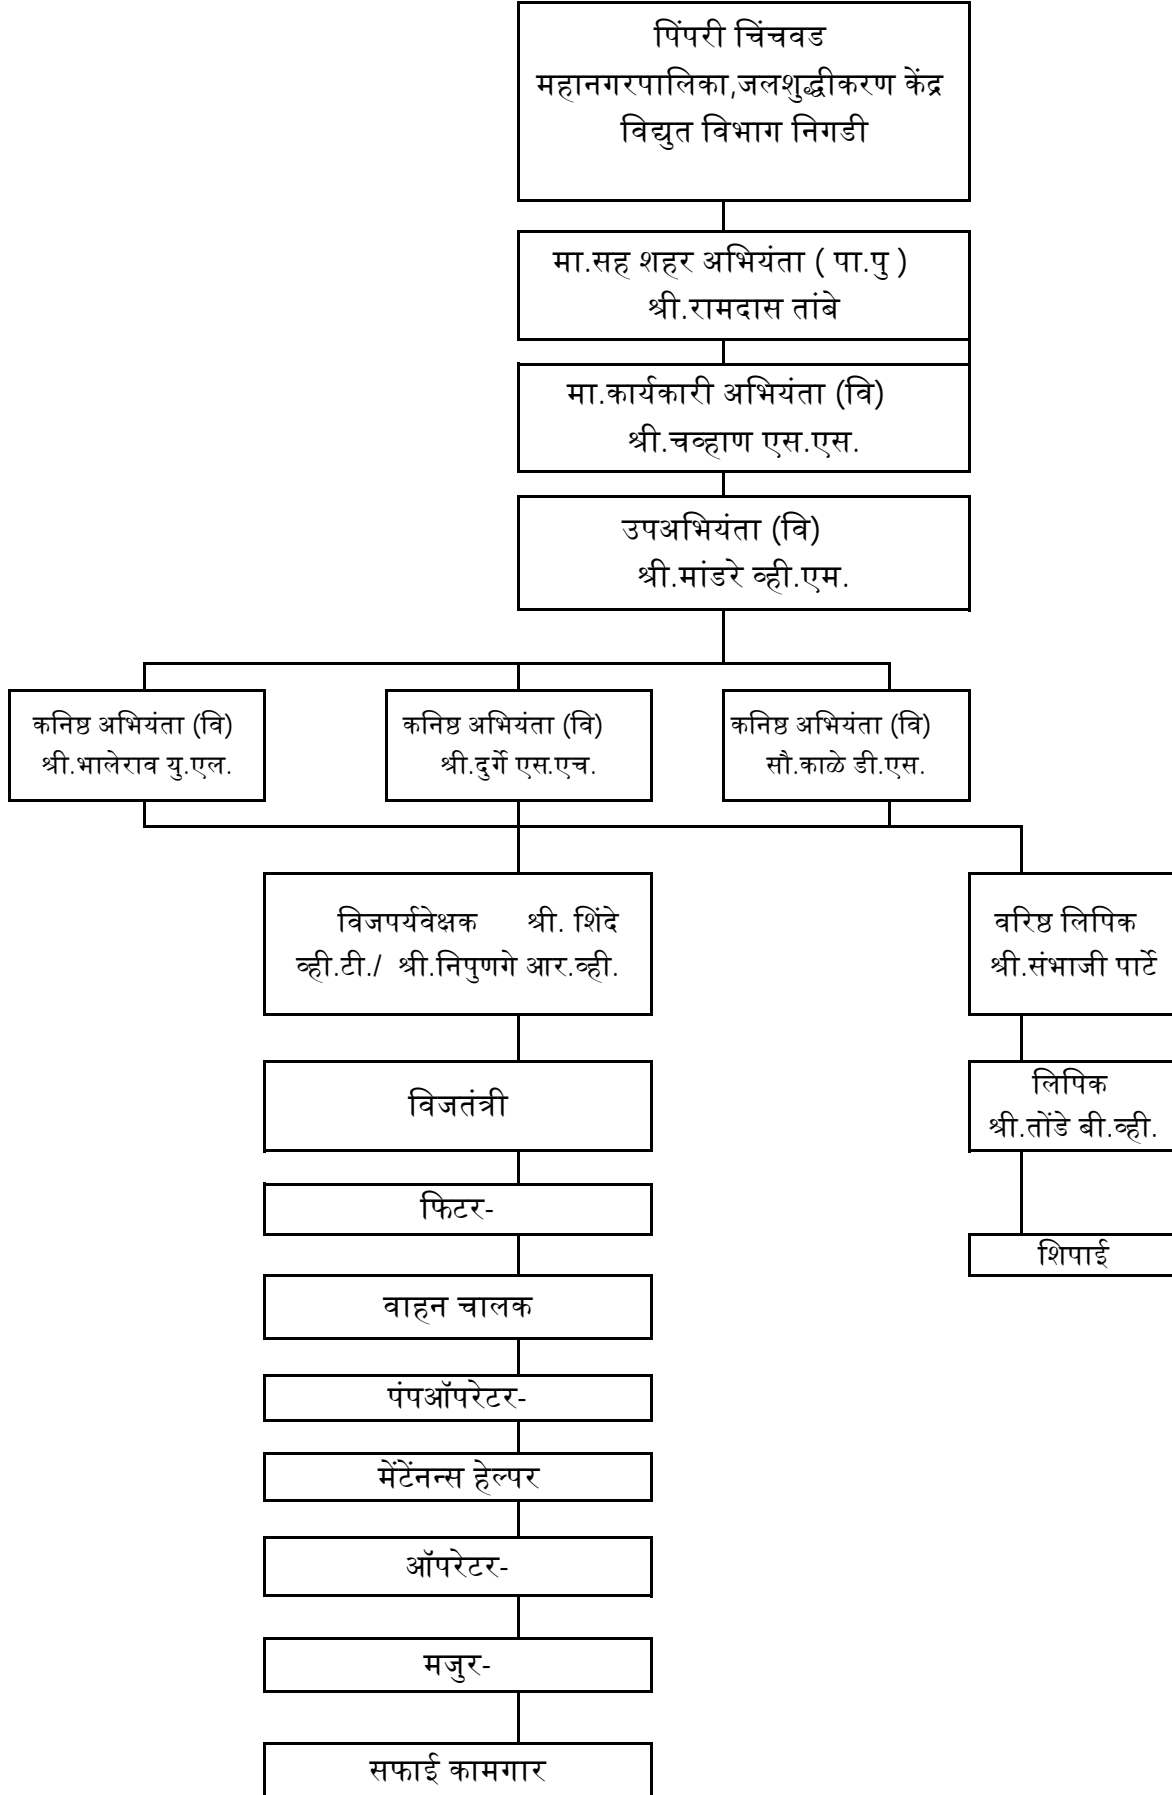 पिंपरी चिंचवड
महानगरपालिका,जलशुद्धीकरण केंद्र
विद्युत विभाग निगडी
मा.सह शहर अभियंता ( पा.पु )
श्री.रामदास तांबे
मा.कार्यकारी अभियंता (वि)
श्री.चव्हाण एस.एस.
उपअभियंता (वि)
श्री.मांडरे व्ही.एम.
कनिष्ठ अभियंता (वि)
श्री.भालेराव यु.एल.
कनिष्ठ अभियंता (वि)
श्री.दुर्गे एस.एच.
कनिष्ठ अभियंता (वि)
सौ.काळे डी.एस.
विजपर्यवेक्षक श्री. शिंदे
व्ही.टी./ श्री.निपुणगे आर.व्ही.
वरिष्ठ लिपिक
श्री.संभाजी पार्टे
विजतंत्री
लिपिक
श्री.तोंडे बी.व्ही.
फिटर-
शिपाई
वाहन चालक
पंपऑपरेटर-
मेंटेंनन्स हेल्पर
ऑपरेटर-
मजुर-
सफाई कामगार